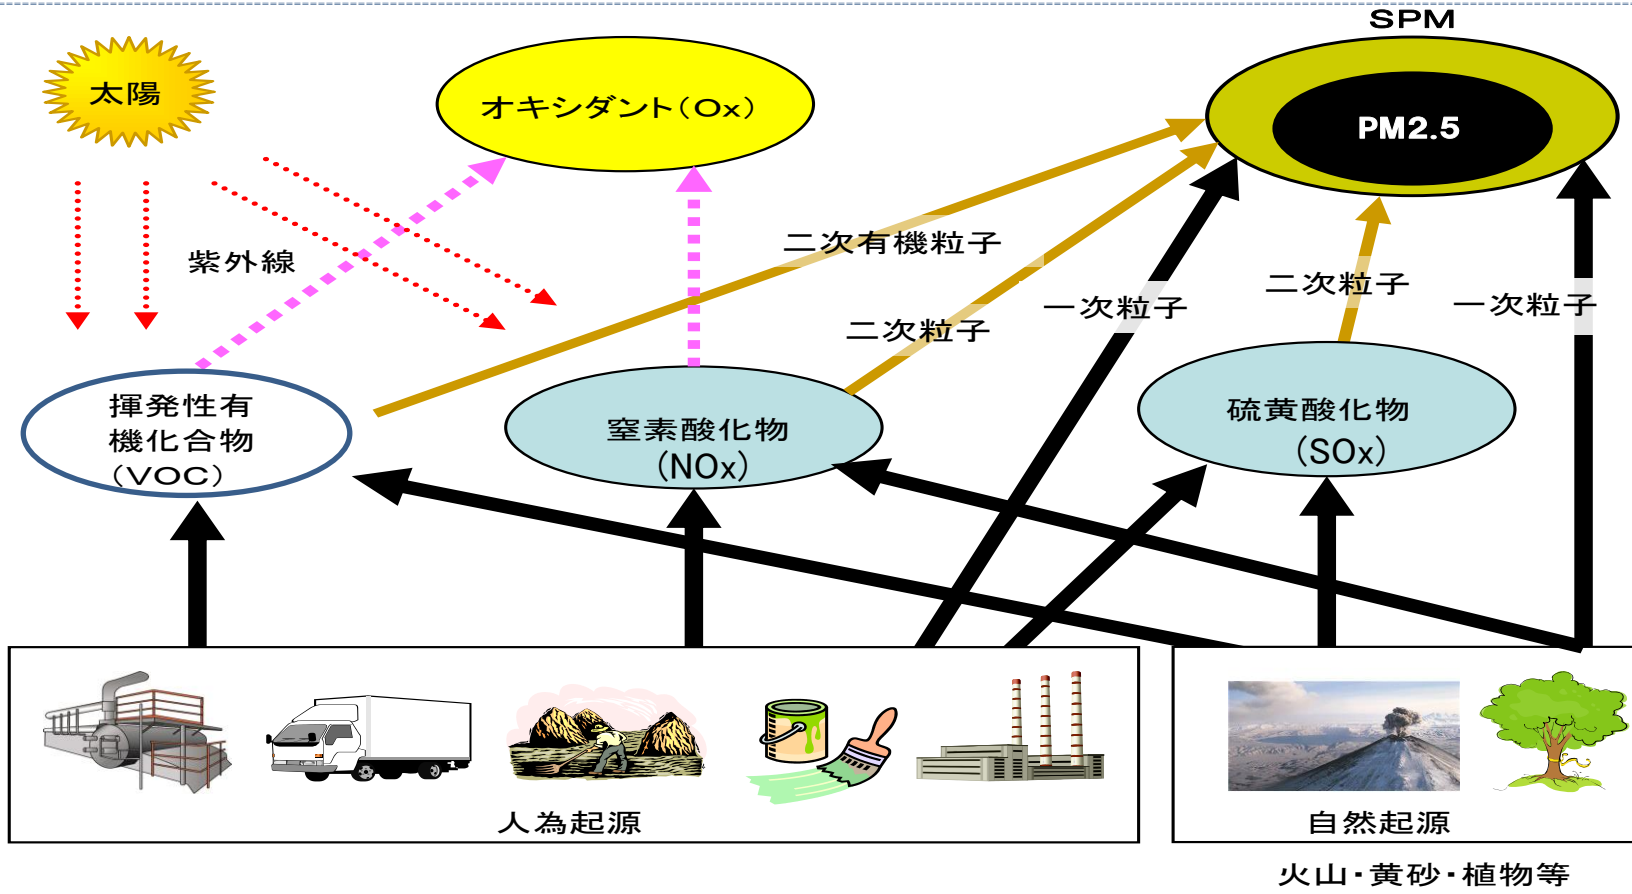 SPM
太陽
オキシダント(Ox)
PM2.5
紫外線
二次有機粒子
二次粒子
一次粒子
二次粒子
一次粒子
揮発性有
機化合物
(VOC)
窒素酸化物
(NOx)
硫黄酸化物
(SOx)
人為起源
自然起源
火山・黄砂・植物等